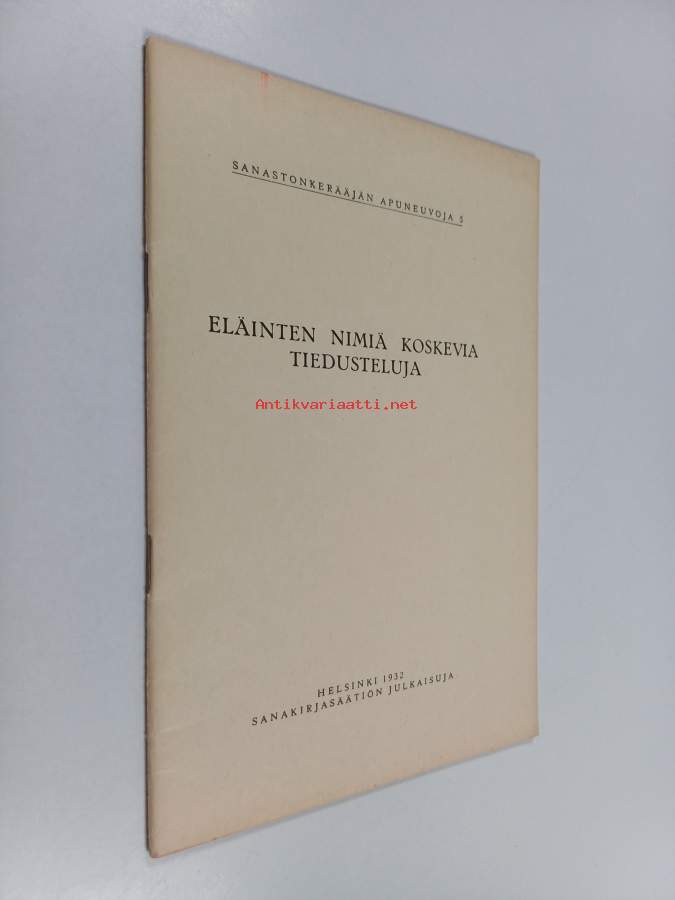 SANASTONKERÄÄJÄN APUNEUVOJA 5
ELÄINTEN NIMIÄ KOSKEVIA
TIEDUSTELUJA
Antikvariaatti.net
HELSINKI 1932
SANAKIRJASÄÄTIÖN JULKAISUJA